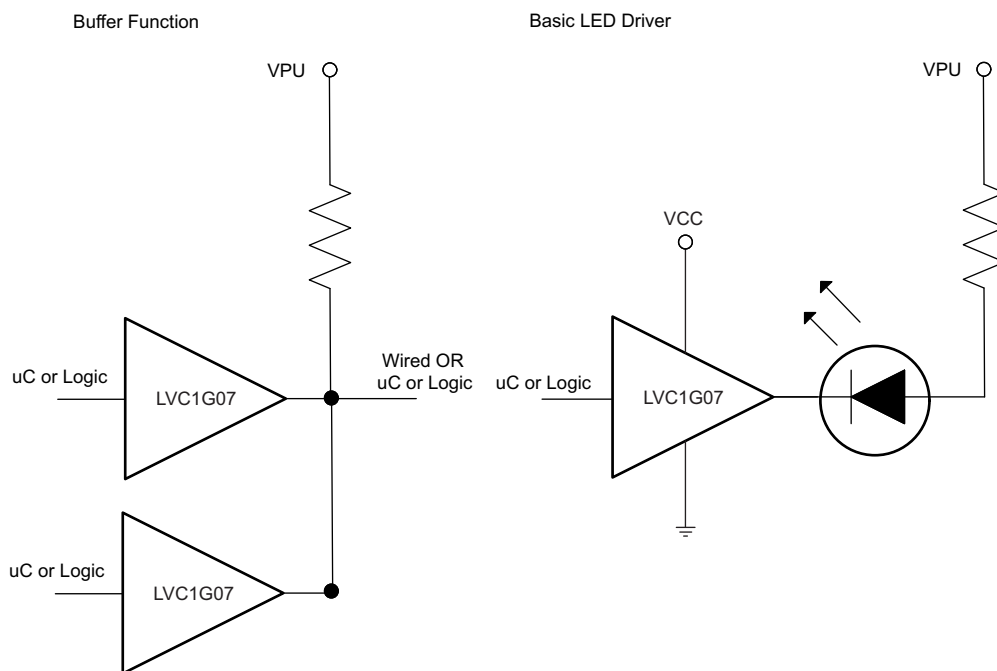 Buffer Function
VPU
uC or Logic
LVC1G07
Wired OR
uC or Logic
uC or Logic
LVC1G07
Basic LED Driver
VPU
VCC
uC or Logic
LVC1G07